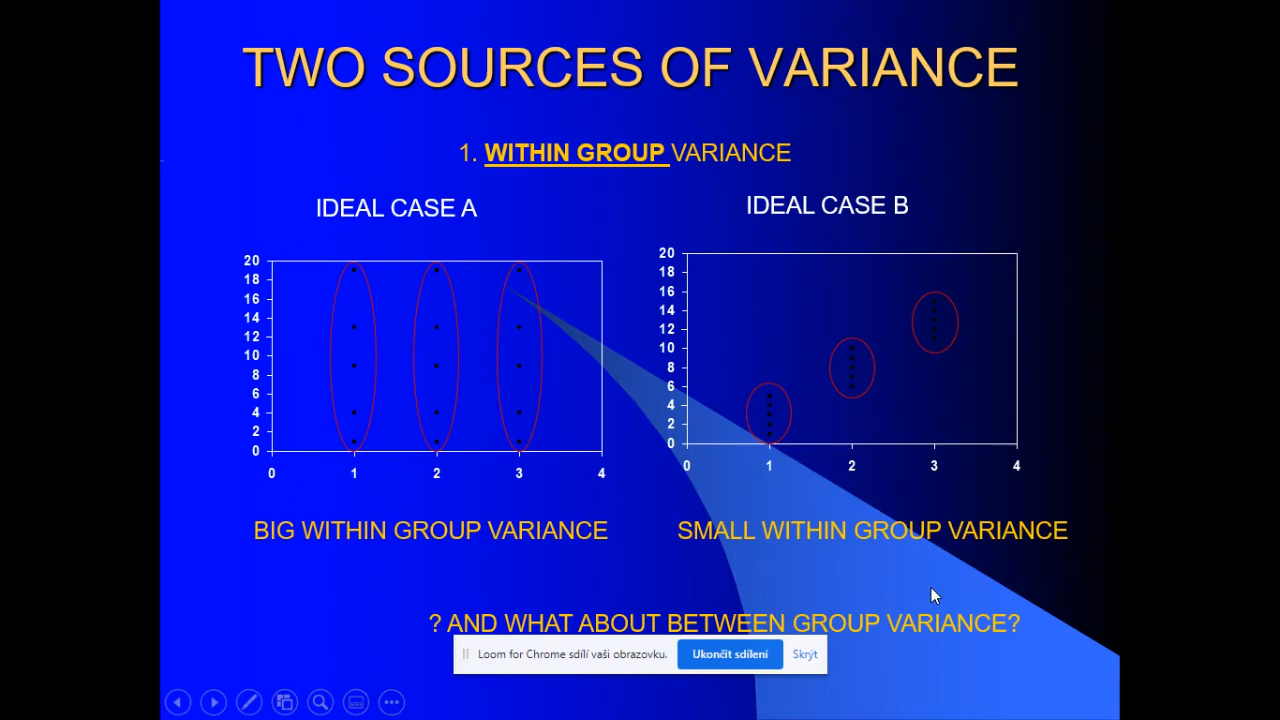 TWO SOURCES OF VARIANCE
1. WITHIN GROUP VARIANCE
IDEAL CASE A
IDEAL CASE B
20
18
16
14
12
10
8
6
4
2
0
0 1 2 3 4
20
18
16
14
12
10
8
6
4
2
0
0 1 2 3 4
BIG WITHIN GROUP VARIANCE
SMALL WITHIN GROUP VARIANCE
? AND WHAT ABOUT BETWEEN GROUP VARIANCE?
Loom for Chrome sdílí vaši obrazovku. Ukončit sdílení Skrýt